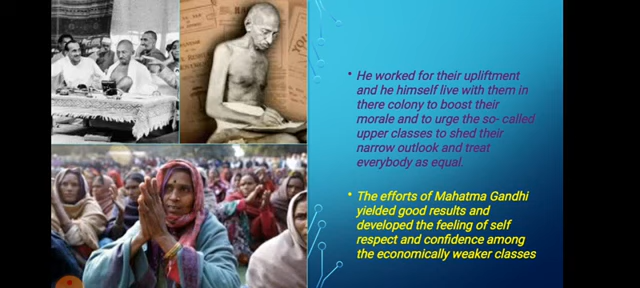 • He worked for their upliftment
and he himself live with them in
there colony to boost their
morale and to urge the so- called
upper classes to shed their
narrow outlook and treat
everybody as equal.
• The efforts of Mahatma Gandhi
yielded good results and
developed the feeling of self
respect and confidence among
the economically weaker classes